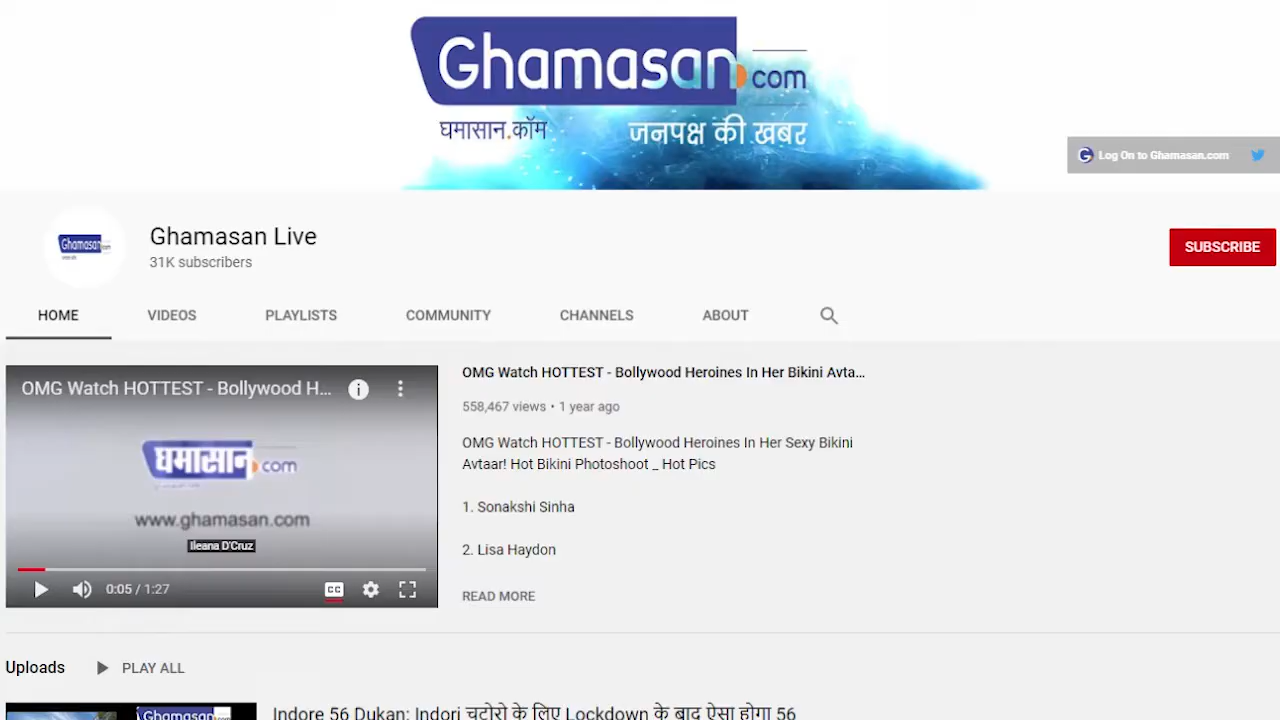 Ghamasan.com
घमासान.कॉम
जनपक्ष की खबर
G Log On to Ghamasan.com
Ghamasan.com
Ghamasan Live
31K subscribers
SUBSCRIBE
HOME VIDEOS PLAYLISTS COMMUNITY CHANNELS ABOUT
OMG Watch HOTTEST - Bollywood H...
घमासान.com
www.ghamasan.com
Ileana D'Cruz
0:05 / 1:27
CC
OMG Watch HOTTEST - Bollywood Heroines In Her Bikini Avta...
558,467 views • 1 year ago
OMG Watch HOTTEST - Bollywood Heroines In Her Sexy Bikini
Avtaar! Hot Bikini Photoshoot _ Hot Pics
1. Sonakshi Sinha
2. Lisa Haydon
READ MORE
Uploads PLAY ALL
Ghamasan
Indore 56 Dukan: Indori चटोरो के लिए Lockdown के बाद ऐसा होगा 56